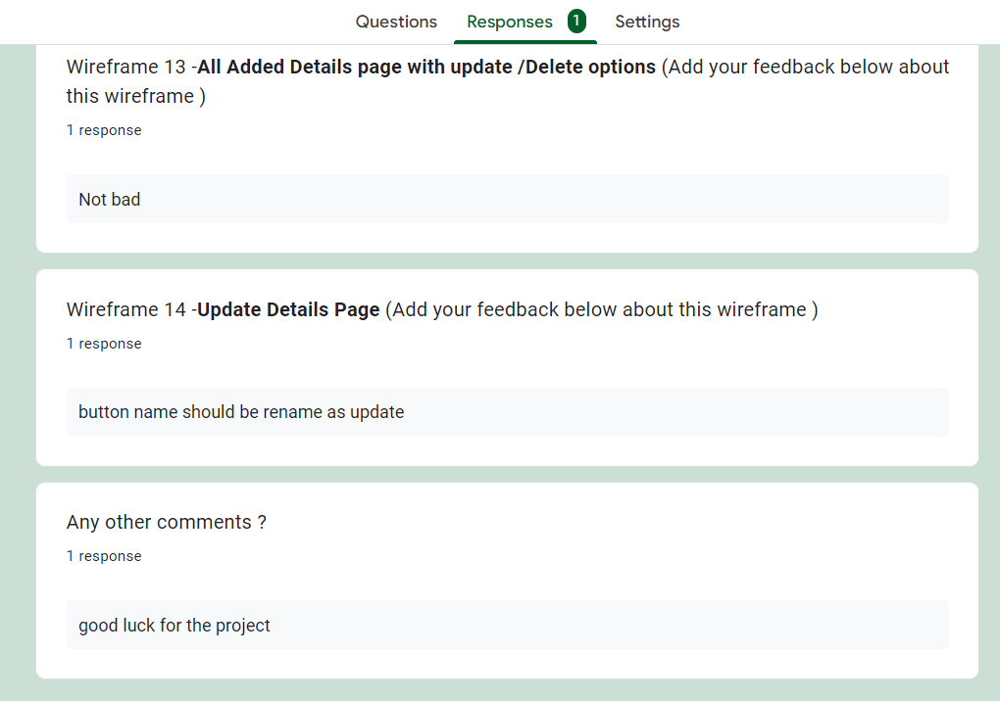 Questions Responses 1 Settings
Wireframe 13 -All Added Details page with update /Delete options (Add your feedback below about
this wireframe )
1 response
Not bad
Wireframe 14 -Update Details Page (Add your feedback below about this wireframe )
1 response
button name should be rename as update
Any other comments ?
1 response
good luck for the project